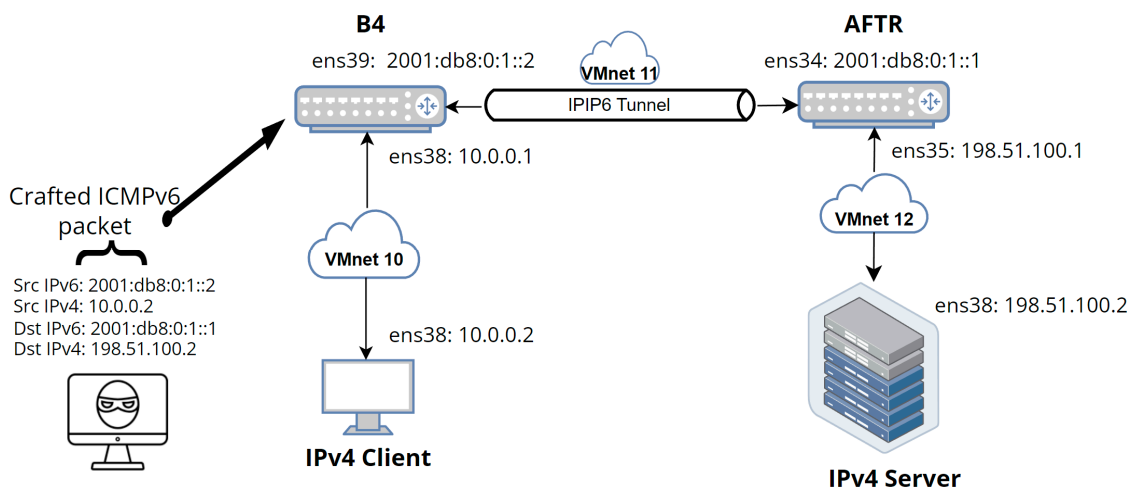 B4
AFTR
ens39:  2001:db8:0:1::2
VMnet 11
ens34: 2001:db8:0:1::1
IPIP6 Tunnel
ens38: 10.0.0.1
ens35: 198.51.100.1
Crafted ICMPv6
packet
VMnet 10
VMnet 12
Src IPv6: 2001:db8:0:1::2
Src IPv4: 10.0.0.2
Dst IPv6: 2001:db8:0:1::1
Dst IPv4: 198.51.100.2
ens38: 10.0.0.2
ens38: 198.51.100.2
IPv4 Client
IPv4 Server